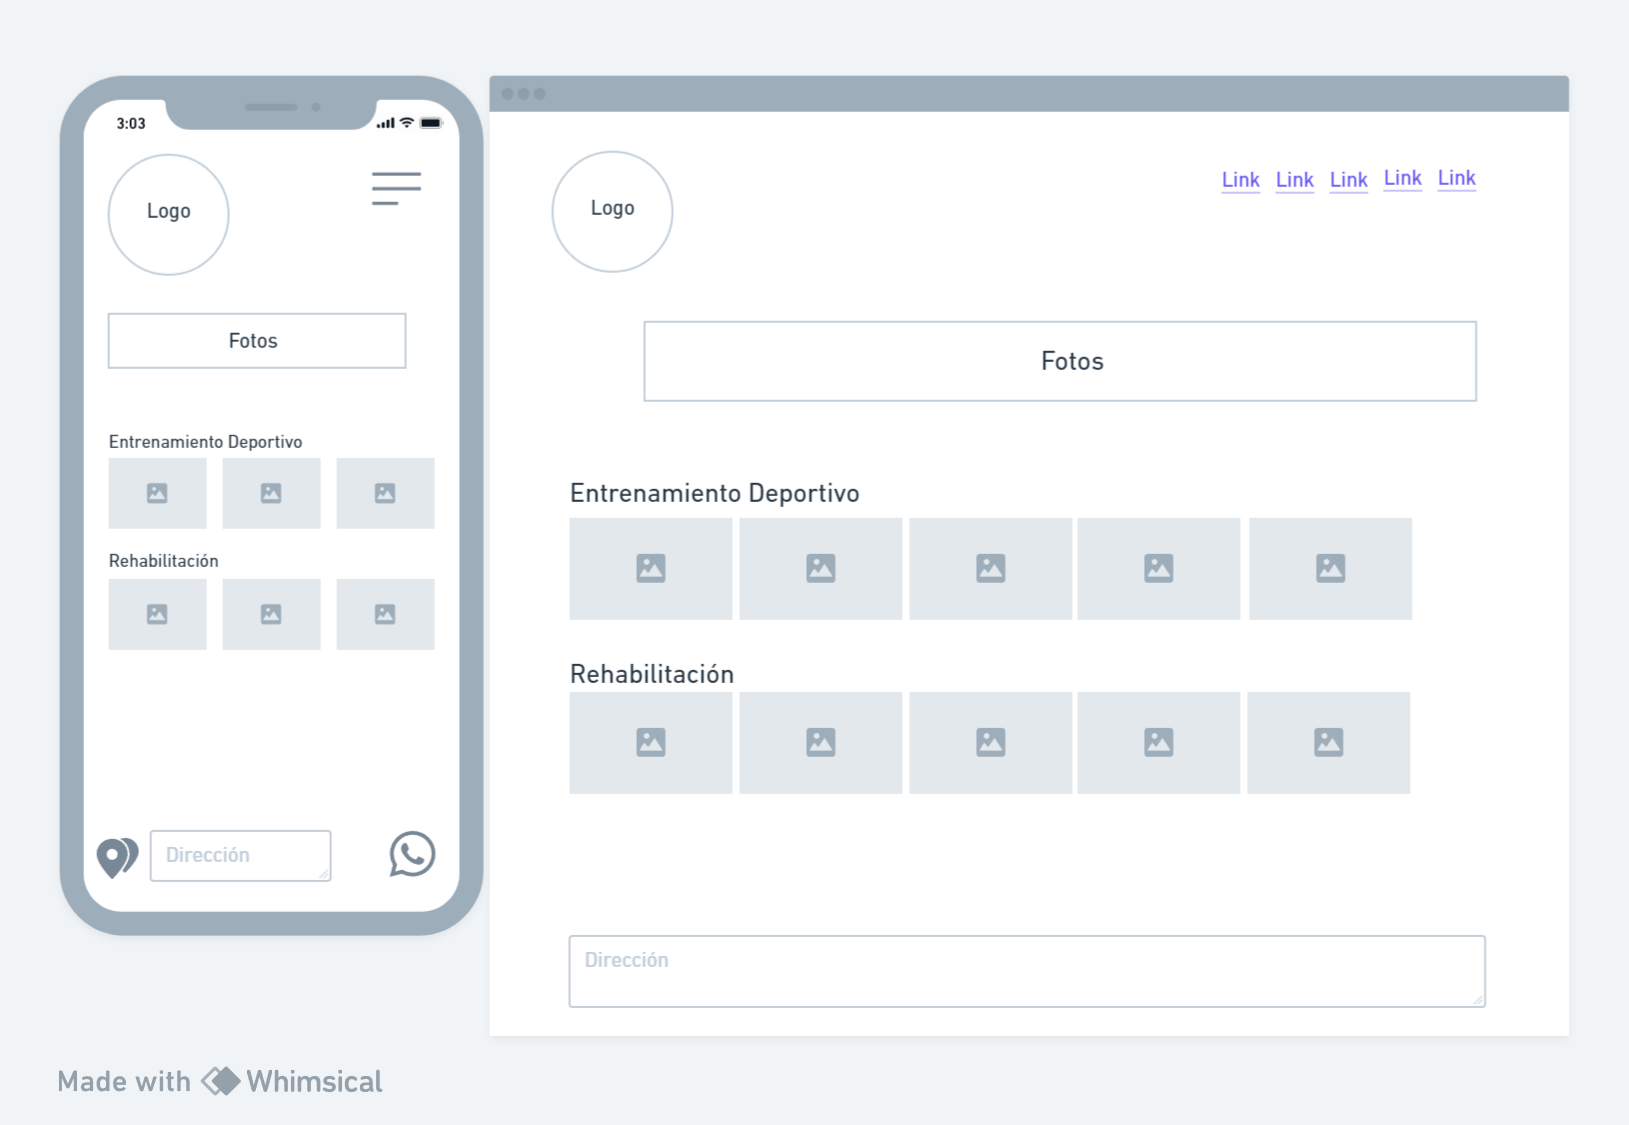 3:03
Logo
Fotos
Entrenamiento Deportivo
Rehabilitación
Dirección
Logo
Link Link Link Link Link
Fotos
Entrenamiento Deportivo
Rehabilitación
Dirección
Made with Whimsical